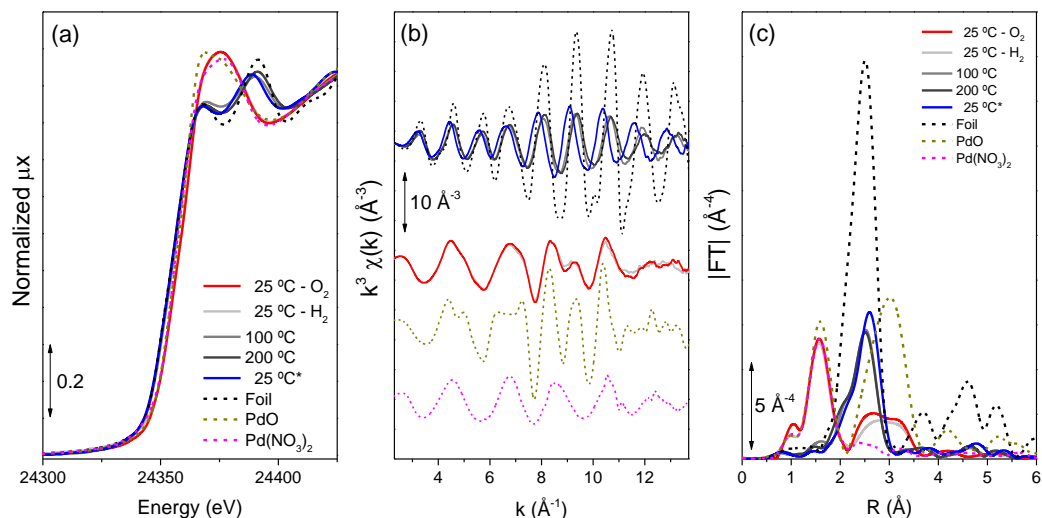 (a)
Normalized μx
0.2
25 ºC - O2
25 ºC - H2
100 ºC
200 ºC
25 ºC*
Foil
PdO
Pd(NO3)2
24300 24350 24400
Energy (eV)
(b)
k3 χ(k) (Å-3)
10 Å-3
4 6 8 10 12
k (Å-1)
(c)
|FT| (Å-4)
5 Å-4
25 ºC - O2
25 ºC - H2
100 ºC
200 ºC
25 ºC*
Foil
PdO
Pd(NO3)2
0 1 2 3 4 5 6
R (Å)